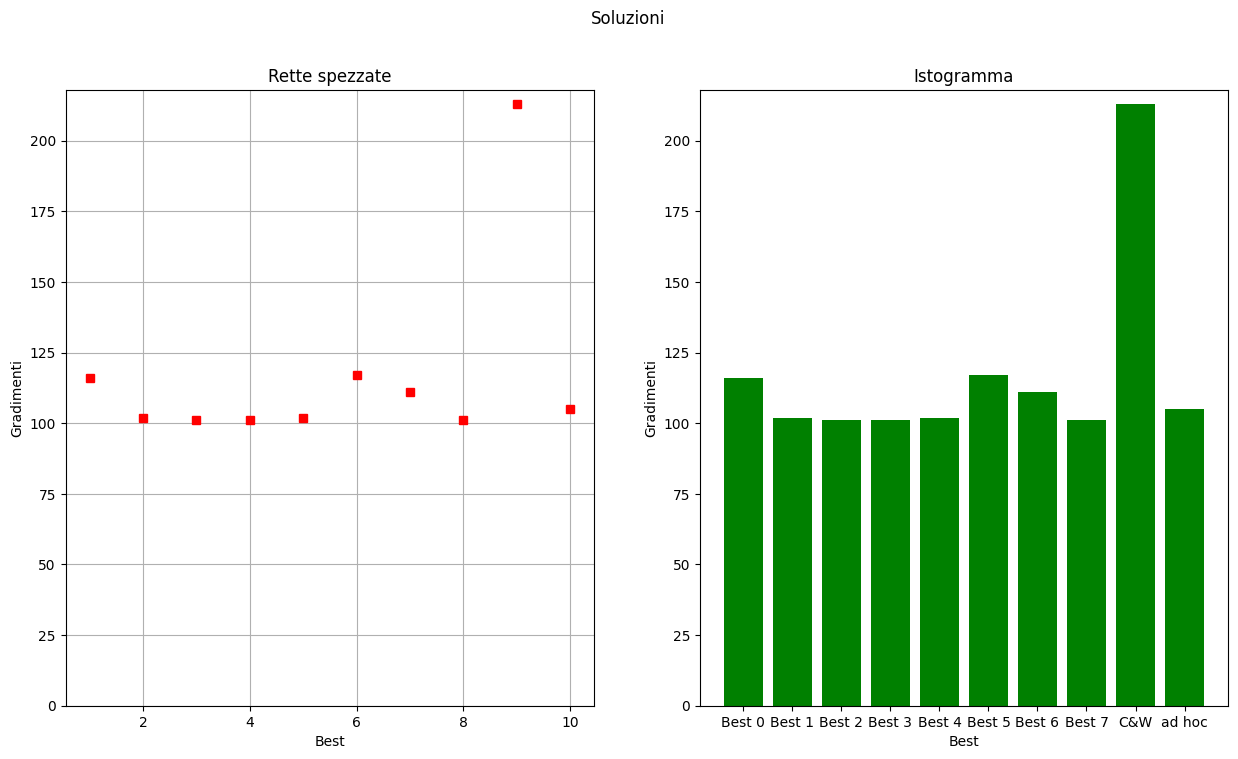 Soluzioni
Rette spezzate
Gradimenti
200
175
150
125
100
75
50
25
0
2 4 6 8 10
Best
Istogramma
Gradimenti
200
175
150
125
100
75
50
25
0
Best 0 Best 1 Best 2 Best 3 Best 4 Best 5 Best 6 Best 7 C&W ad hoc
Best